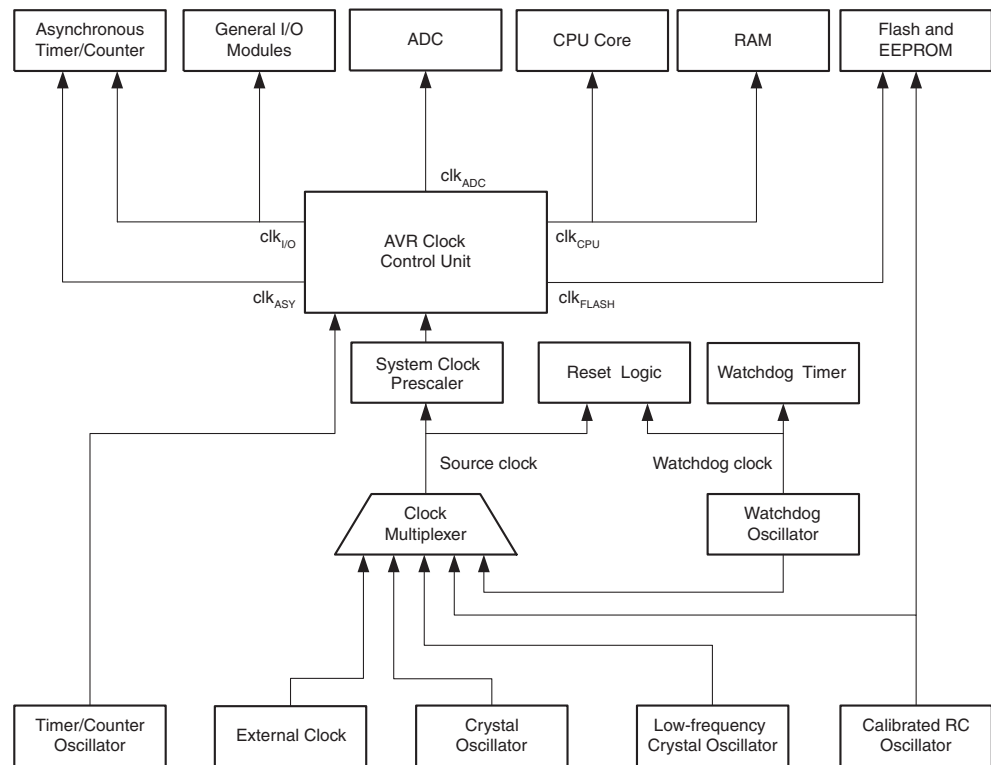 Asynchronous
Timer/Counter
General I/O
Modules
ADC
CPU Core
RAM
Flash and
EEPROM
clkADC
clkI/O
AVR Clock
Control Unit
clkCPU
clkASY
clkFLASH
System Clock
Prescaler
Reset Logic
Watchdog Timer
Source clock
Watchdog clock
Clock
Multiplexer
Watchdog
Oscillator
Timer/Counter
Oscillator
External Clock
Crystal
Oscillator
Low-frequency
Crystal Oscillator
Calibrated RC
Oscillator